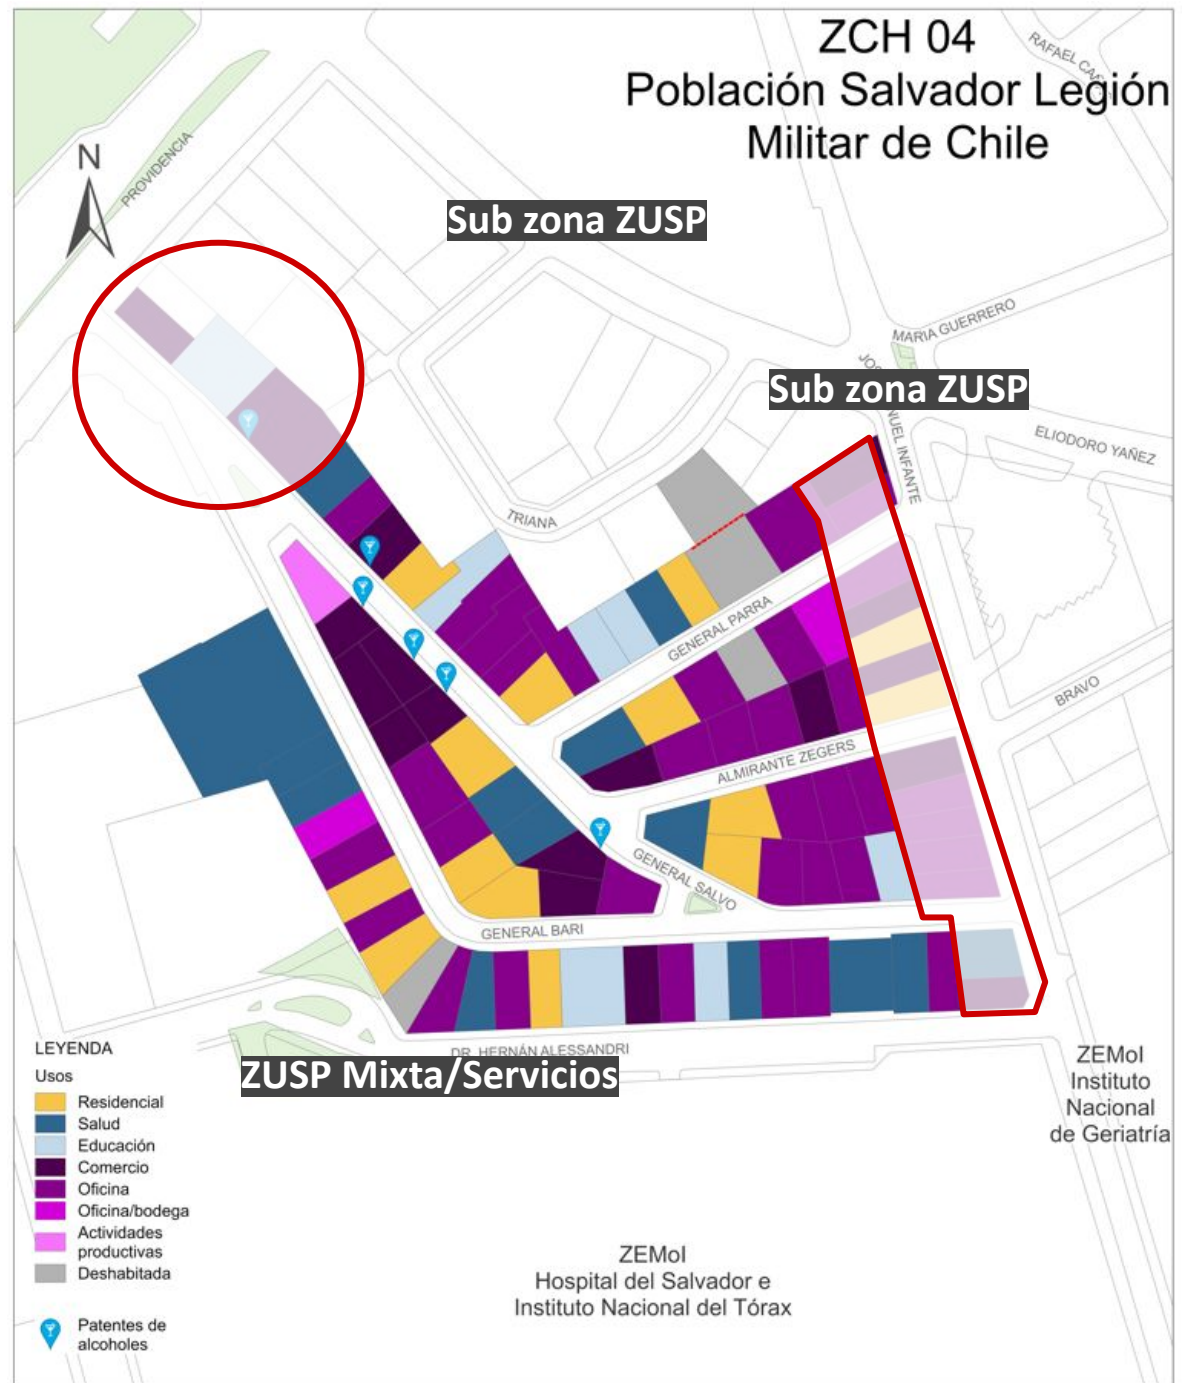 ZCH 04
Población Salvador Legión
Militar de Chile
RAFAEL
N
PROVIDENCIA
Sub zona ZUSP
MARIA GUERRERO
Sub zona ZUSP
INFANTE
ELIODORO YAÑEZ
TRIANA
GENERAL PARRA
BRAVO
ALMIRANTE ZEGERS
GENERAL SALVO
GENERAL BARI
DR. HERNÁN ALESSANDRI
ZUSP Mixta/Servicios
ZEMoI
Instituto
Nacional
de Geriatría
LEYENDA
Usos
Residencial
Salud
Educación
Comercio
Oficina
Oficina/bodega
Actividades
productivas
Deshabitada
Patentes de
alcoholes
ZEMoI
Hospital del Salvador e
Instituto Nacional del Tórax